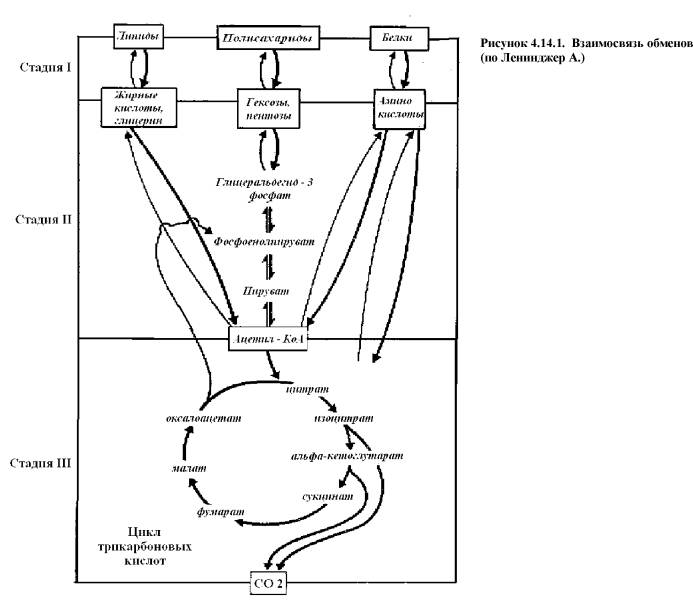 Липиды
Полисахариды
Белки
Рисунок 4.14.1. Взаимосвязь обменов
(по Ленинджер А.)
Стадия I
Жирные
кислоты,
глицерин
Гексозы,
пентозы
Амино
кислоты
Глицеральдегид - 3
фосфат
Стадия II
Фосфоенолпируват
Пируват
Ацетил - КоА
цитрат
оксалоацетат
изоцитрат
альфа-кетоглутарат
Стадия III
малат
сукцинат
фумарат
Цикл
трикарбоновых
кислот
CO 2